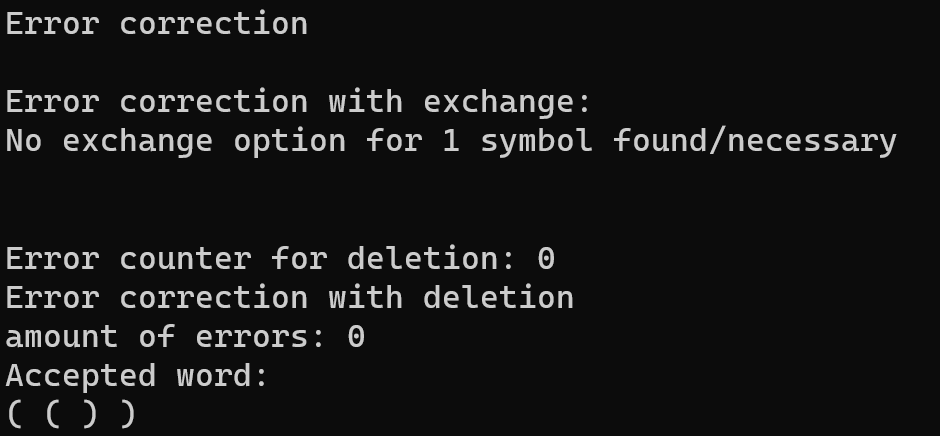 Error correction
Error correction with exchange:
No exchange option for 1 symbol found/necessary
Error counter for deletion: 0
Error correction with deletion
amount of errors: 0
Accepted word:
( ( ) )